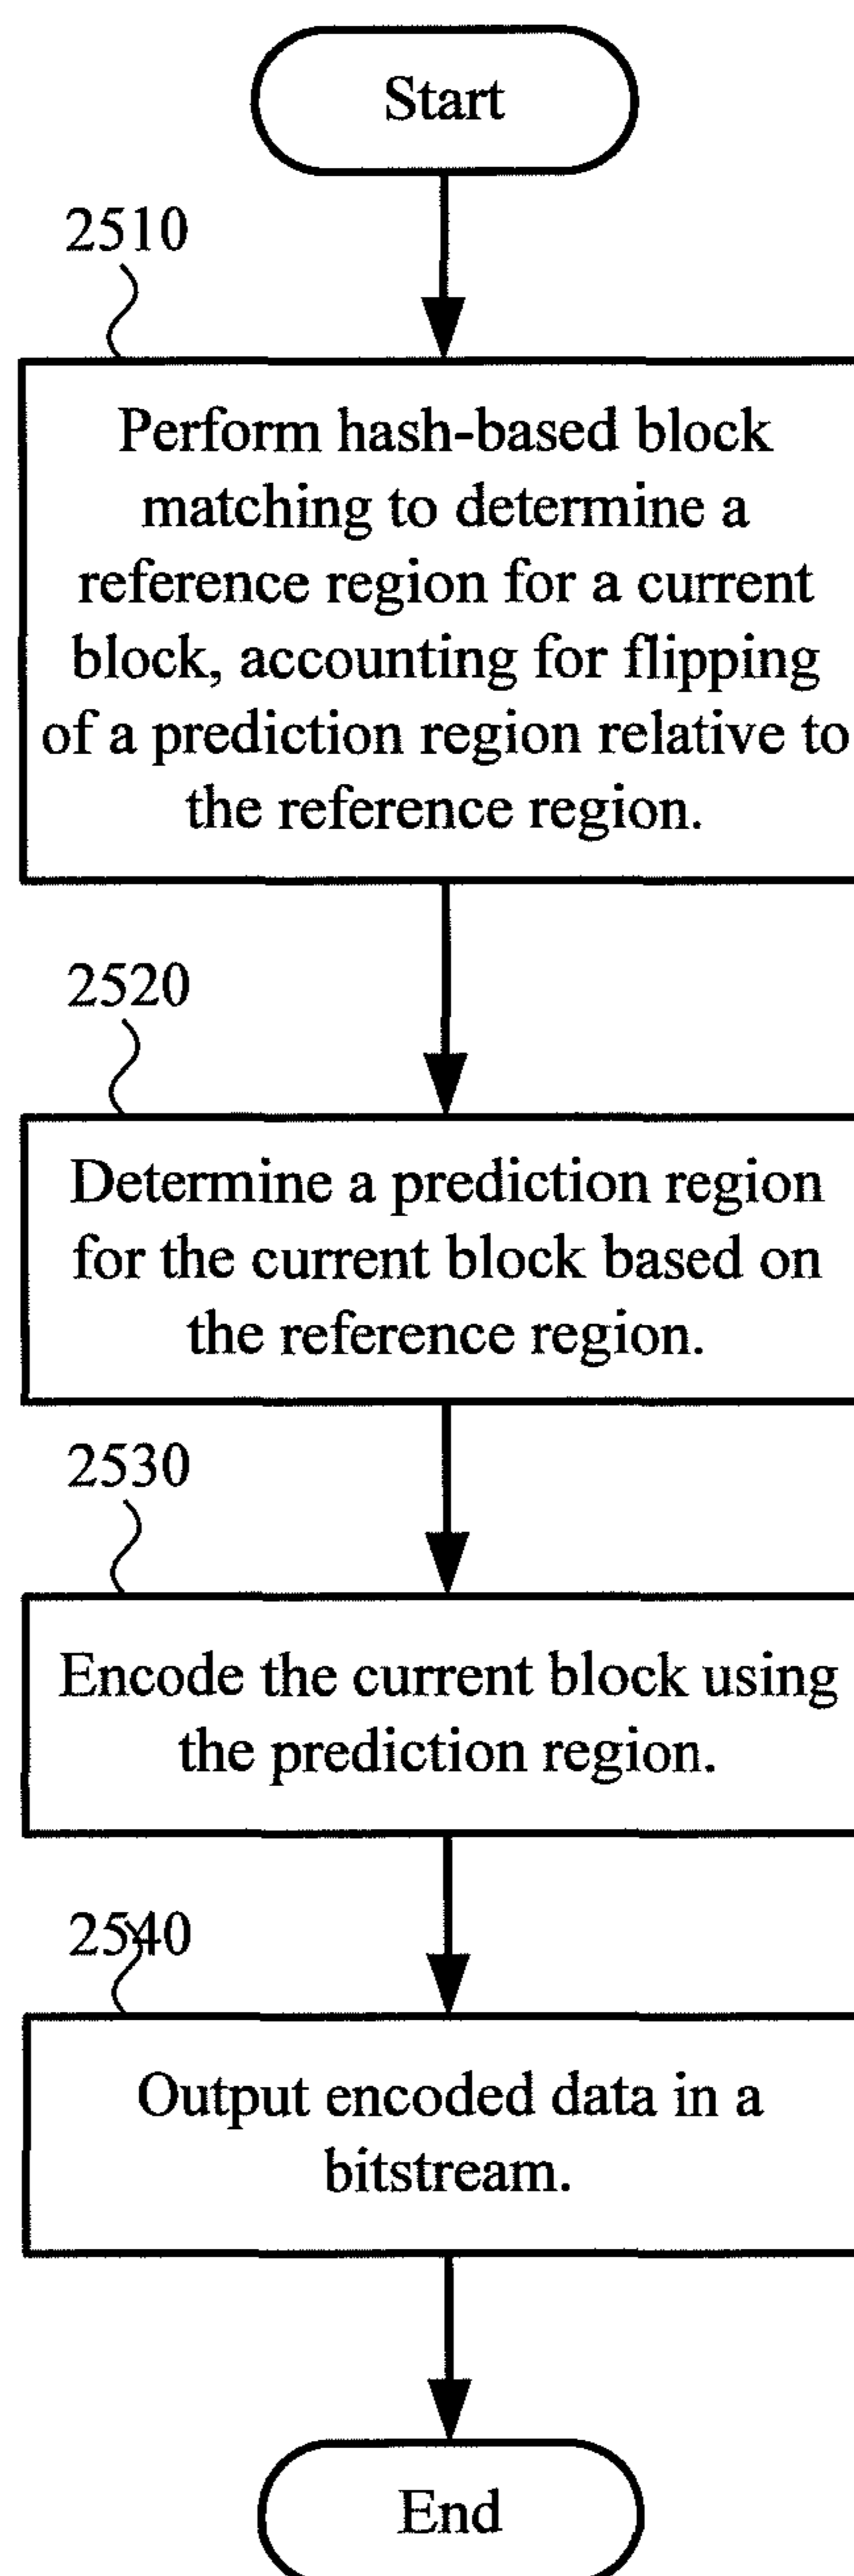 Start
2510
Perform hash-based block
matching to determine a
reference region for a current
block, accounting for flipping
of a prediction region relative to
the reference region.
2520
Determine a prediction region
for the current block based on
the reference region.
2530
Encode the current block using
the prediction region.
2540
Output encoded data in a
bitstream.
End